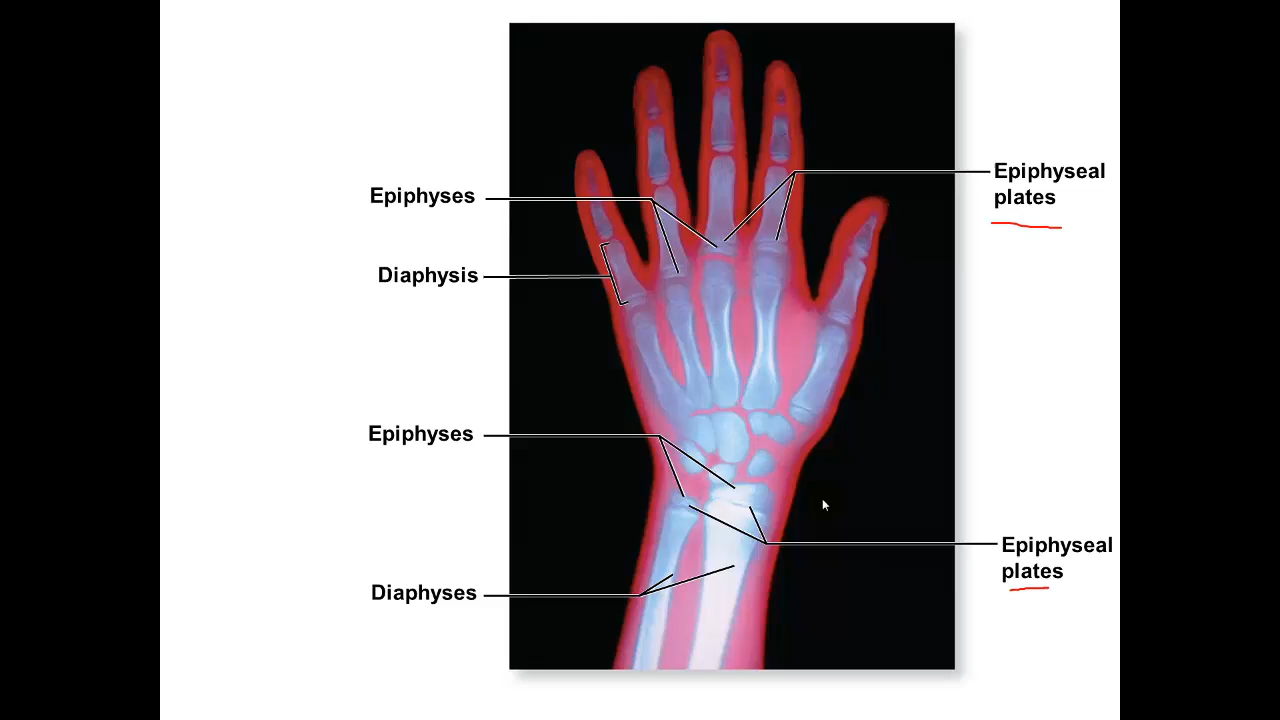 Epiphyses
Epiphyseal
plates
Diaphysis
Epiphyses
Epiphyseal
plates
Diaphyses